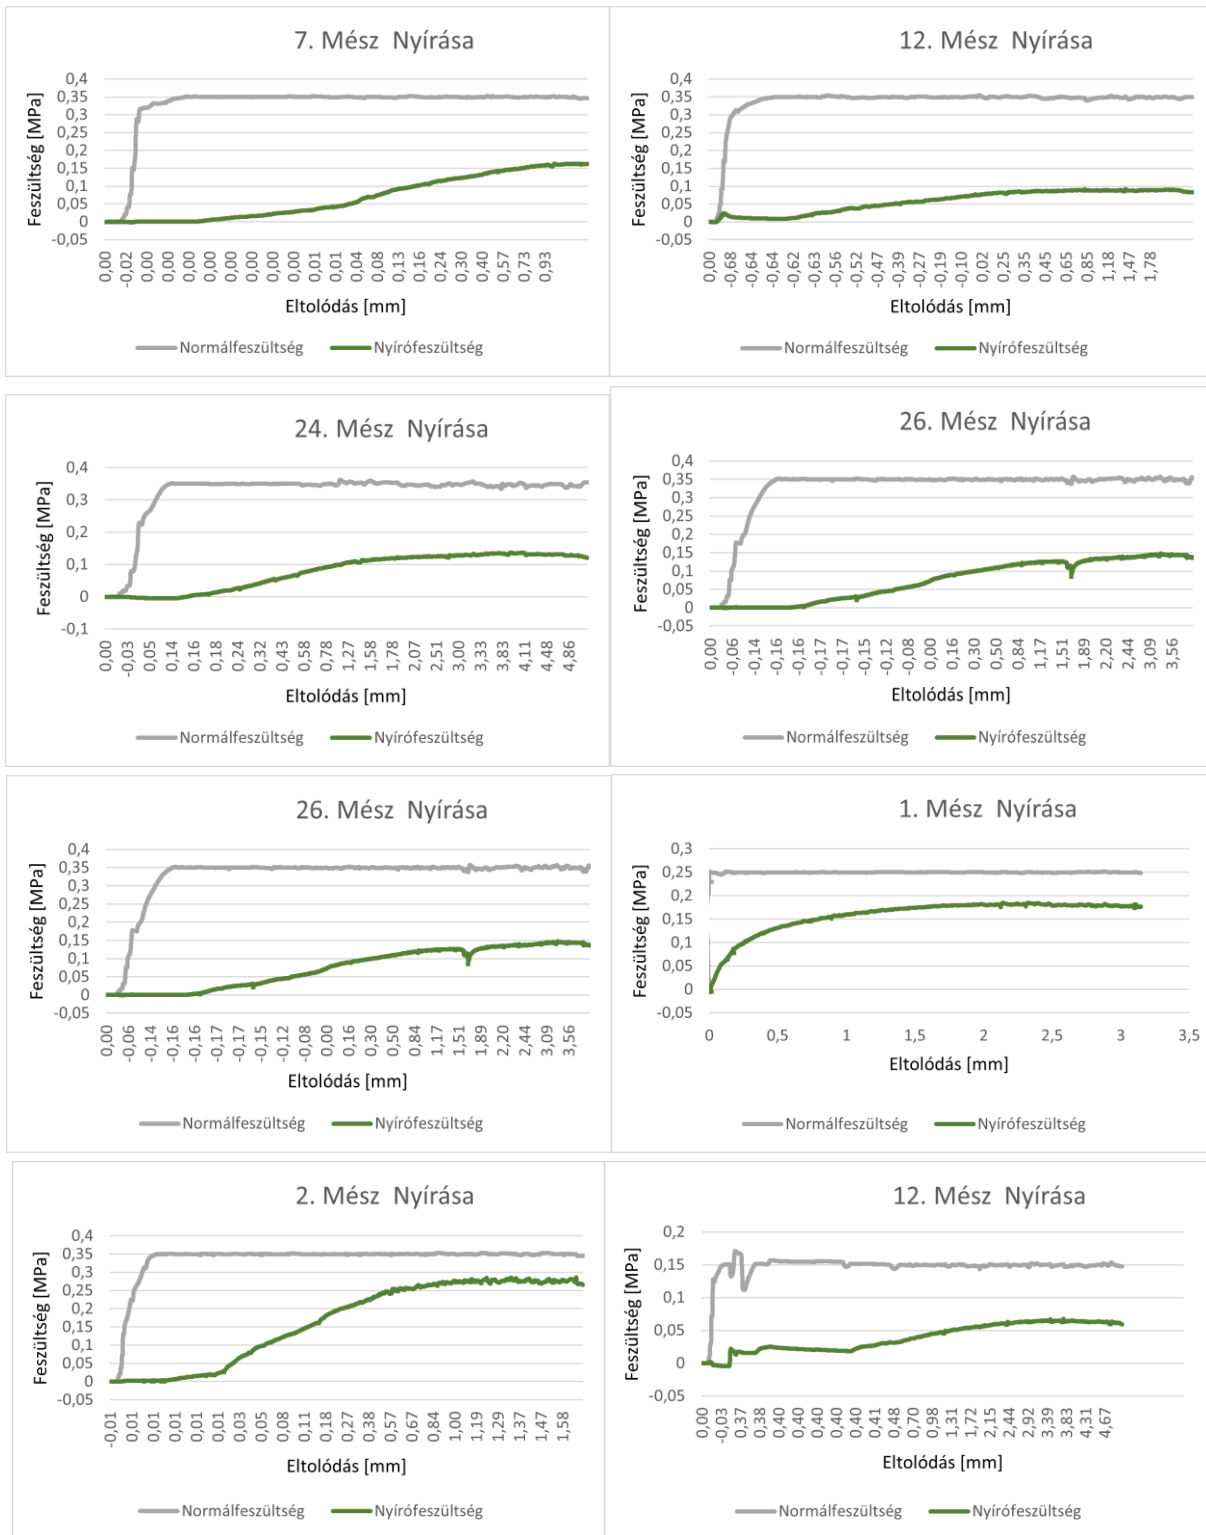 7. Mész Nyírása
Feszültség [MPa]
0,4
0,35
0,3
0,25
0,2
0,15
0,1
0,05
0
-0,05
0,00 -0,02 0,00 0,00 0,00 0,00 0,00 0,00 0,00 0,00 0,01 0,01 0,04 0,08 0,13 0,16 0,24 0,30 0,40 0,57 0,73 0,93
Eltolódás [mm]
Normálfeszültség Nyírófeszültség
12. Mész Nyírása
Feszültség [MPa]
0,4
0,35
0,3
0,25
0,2
0,15
0,1
0,05
0
-0,05
0,00 -0,68 -0,64 -0,64 -0,62 -0,63 -0,56 -0,52 -0,47 -0,39 -0,27 -0,19 -0,10 0,02 0,25 0,35 0,45 0,65 0,85 1,18 1,47 1,78
Eltolódás [mm]
Normálfeszültség Nyírófeszültség
24. Mész Nyírása
Feszültség [MPa]
0,4
0,3
0,2
0,1
0
-0,1
0,00 -0,03 0,05 0,14 0,16 0,18 0,24 0,32 0,43 0,58 0,78 1,27 1,58 1,78 2,07 2,51 3,00 3,33 3,83 4,11 4,48 4,86
Eltolódás [mm]
Normálfeszültség Nyírófeszültség
26. Mész Nyírása
Feszültség [MPa]
0,4
0,35
0,3
0,25
0,2
0,15
0,1
0,05
0
-0,05
0,00 -0,06 -0,14 -0,16 -0,16 -0,17 -0,17 -0,15 -0,12 -0,08 0,00 0,16 0,30 0,50 0,84 1,17 1,51 1,89 2,20 2,44 3,09 3,56
Eltolódás [mm]
Normálfeszültség Nyírófeszültség
26. Mész Nyírása
Feszültség [MPa]
0,4
0,35
0,3
0,25
0,2
0,15
0,1
0,05
0
-0,05
0,00 -0,06 -0,14 -0,16 -0,16 -0,17 -0,17 -0,15 -0,12 -0,08 0,00 0,16 0,30 0,50 0,84 1,17 1,51 1,89 2,20 2,44 3,09 3,56
Eltolódás [mm]
Normálfeszültség Nyírófeszültség
1. Mész Nyírása
Feszültség [MPa]
0,3
0,25
0,2
0,15
0,1
0,05
0
-0,05
0 0,5 1 1,5 2 2,5 3 3,5
Eltolódás [mm]
Normálfeszültség Nyírófeszültség
2. Mész Nyírása
Feszültség [MPa]
0,4
0,35
0,3
0,25
0,2
0,15
0,1
0,05
0
-0,05
-0,01 0,01 0,01 0,01 0,01 0,01 0,03 0,05 0,08 0,11 0,18 0,27 0,38 0,57 0,67 0,84 1,00 1,19 1,29 1,37 1,47 1,58
Eltolódás [mm]
Normálfeszültség Nyírófeszültség
12. Mész Nyírása
Feszültség [MPa]
0,2
0,15
0,1
0,05
0
-0,05
0,00 -0,03 0,37 0,38 0,40 0,40 0,40 0,40 0,41 0,48 0,70 0,98 1,31 1,72 2,15 2,44 2,92 3,39 3,83 4,31 4,67
Eltolódás [mm]
Normálfeszültség Nyírófeszültség